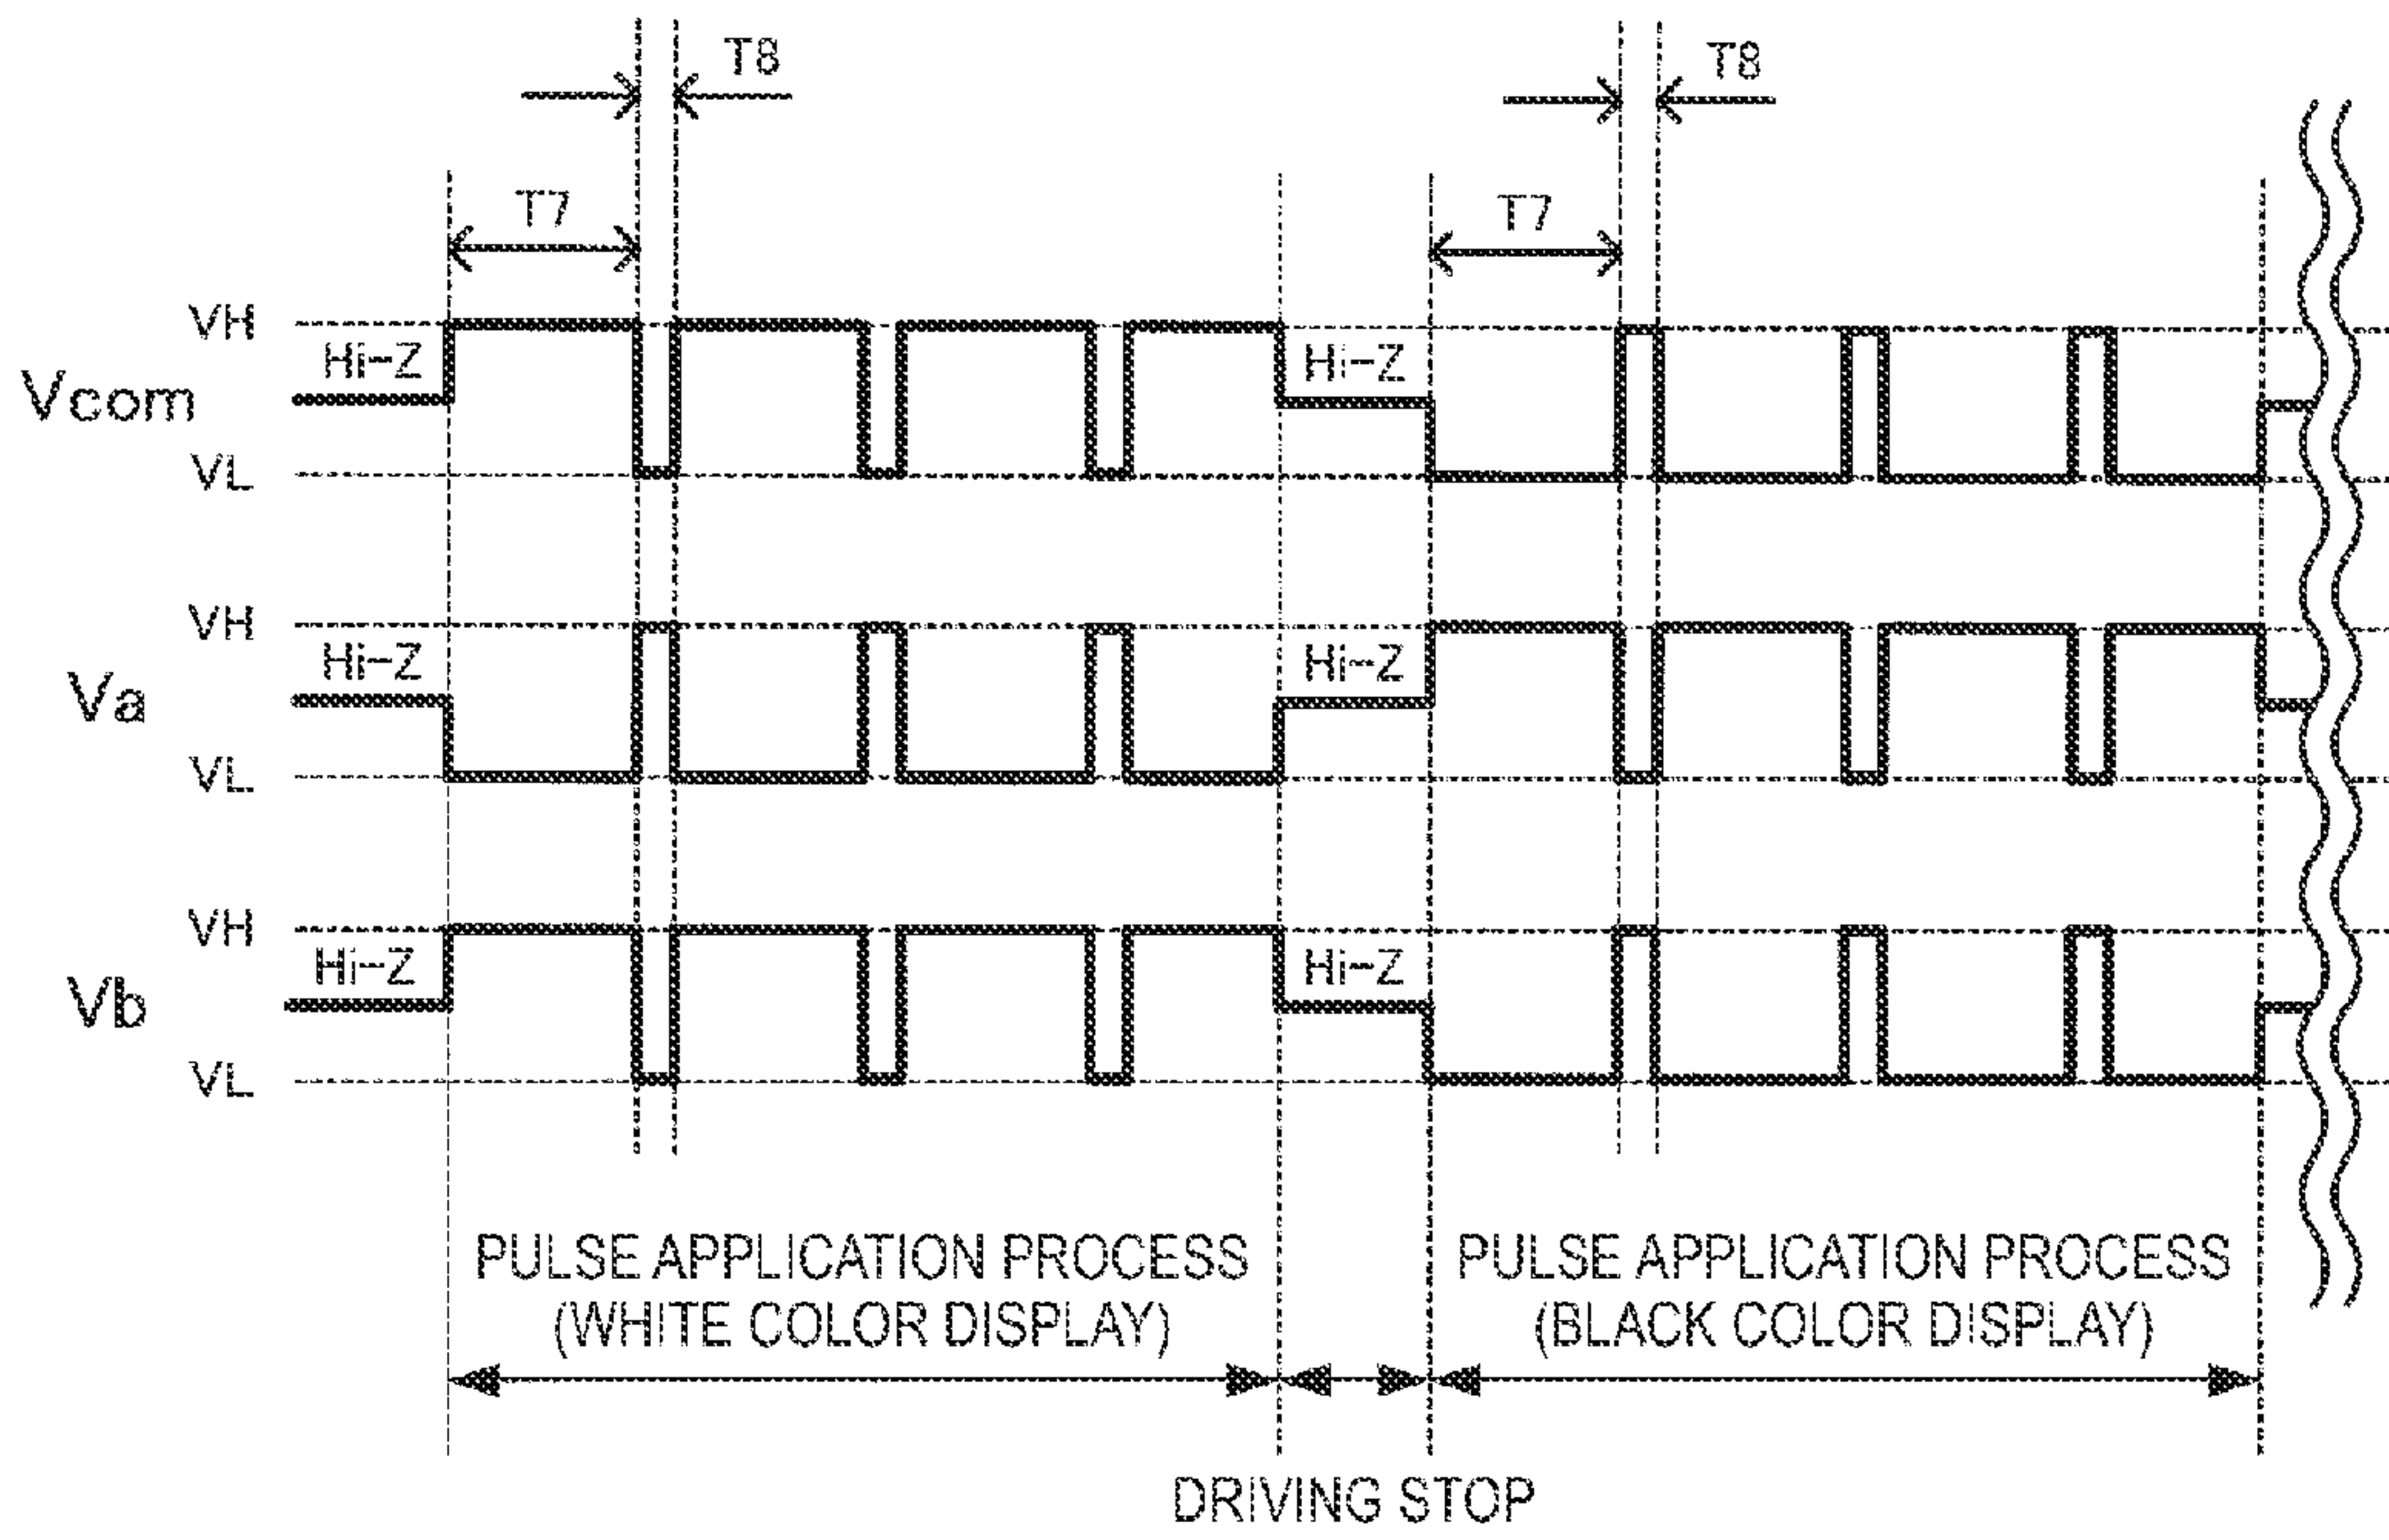 T8
T8
T7
T7
VH
Hi-Z
Hi-Z
Vcom
VL
VH
Hi-Z
Hi-Z
Va
VL
VH
Hi-Z
Hi-Z
Vb
VL
PULSE APPLICATION PROCESS
(WHITE COLOR DISPLAY)
PULSE APPLICATION PROCESS
(BLACK COLOR DISPLAY)
DRIVING STOP